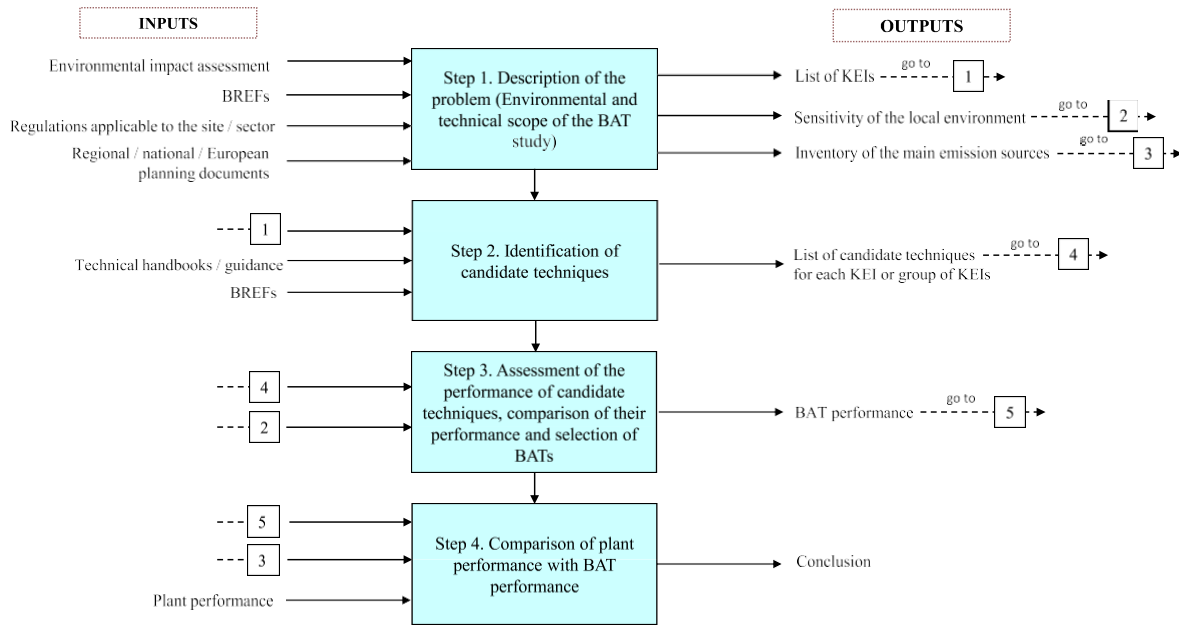 INPUTS
OUTPUTS
Environmental impact assessment
BREFs
Regulations applicable to the site / sector
Regional / national / European
planning documents
Step 1. Description of the
problem (Environmental and
technical scope of the BAT
study)
List of KEIs
go to
1
Sensitivity of the local environment
go to
2
Inventory of the main emission sources
go to
3
1
Technical handbooks / guidance
BREFs
Step 2. Identification of
candidate techniques
List of candidate techniques
for each KEI or group of KEIs
go to
4
4
2
Step 3. Assessment of the
performance of candidate
techniques, comparison of their
performance and selection of
BATs
BAT performance
go to
5
5
3
Plant performance
Step 4. Comparison of plant
performance with BAT
performance
Conclusion